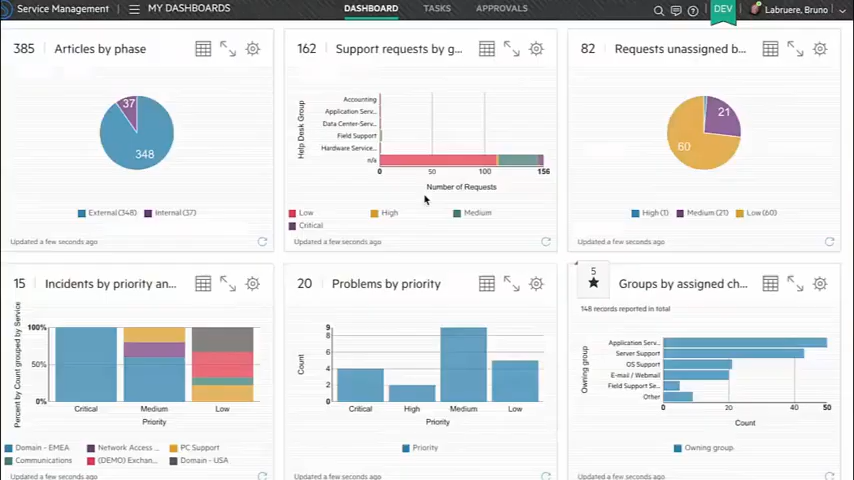 Service Management
MY DASHBOARDS
DASHBOARD
TASKS
APPROVALS
DEV
Labruere, Bruno
385 Articles by phase
37
348
External (348)
Internal (37)
Updated a few seconds ago
162 Support requests by g...
Help Desk Group
Accounting
Application Serv...
Data Center-Serv...
Field Support
Hardware Service...
n/a
0 50 100 156
Number of Requests
Low
High
Medium
Critical
Updated a few seconds ago
82 Requests unassigned b...
21
60
High (1)
Medium (21)
Low (60)
Updated a few seconds ago
15 Incidents by priority an...
Percent by Count grouped by Service
100%
50%
0%
Critical Medium Low
Priority
Domain - EMEA
Network Access ...
PC Support
Communications
(DEMO) Exchan...
Domain - USA
Updated a few seconds ago
20 Problems by priority
Count
9
8
6
4
2
0
Critical High Medium Low
Priority
Priority
Updated a few seconds ago
5
Groups by assigned ch...
148 records reported in total
Owning group
Application Serv...
Server Support
OS Support
E-mail / Webmail
Field Support Se...
Other
0 20 40 50
Count
Owning group
Updated a few seconds ago